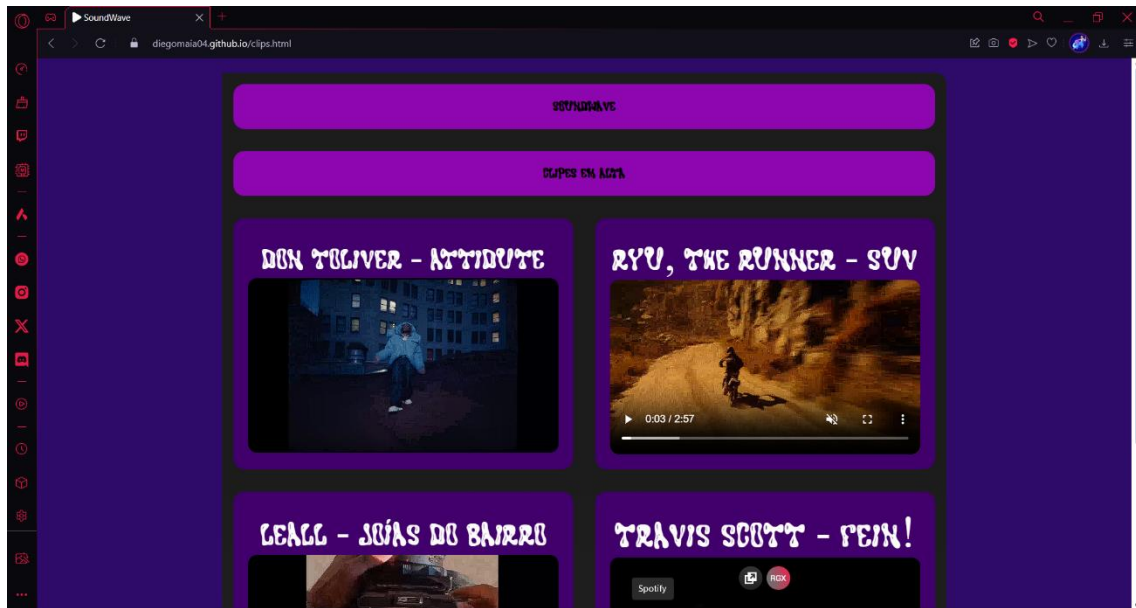 SoundWave
diegomaia04.github.io/clips.html
SOUNDWAVE
CLIPES EM ALTA
DON TOLIVER - ATTIDUTE
RYU, THE RUNNER - SUV
0:03 / 2:57
LEALL - JOÍAS DO BAIRRO
TRAVIS SCOTT - FEIN!
Spotify
RGX